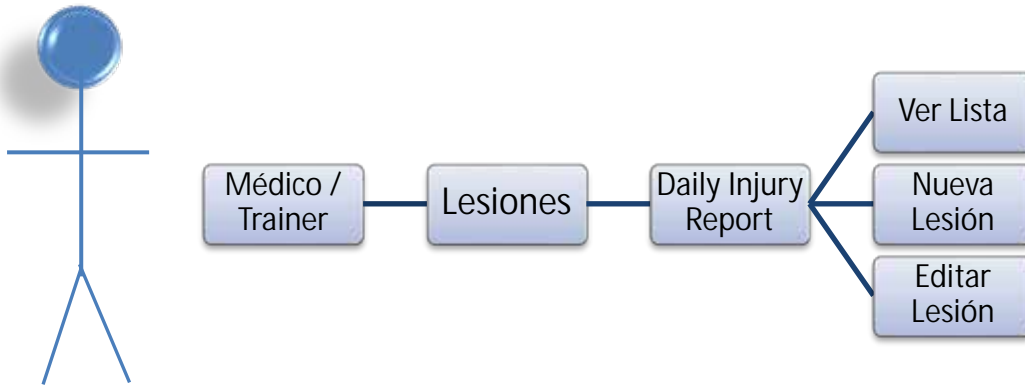 Médico /
Trainer
Lesiones
Daily Injury
Report
Ver Lista
Nueva
Lesión
Editar
Lesión